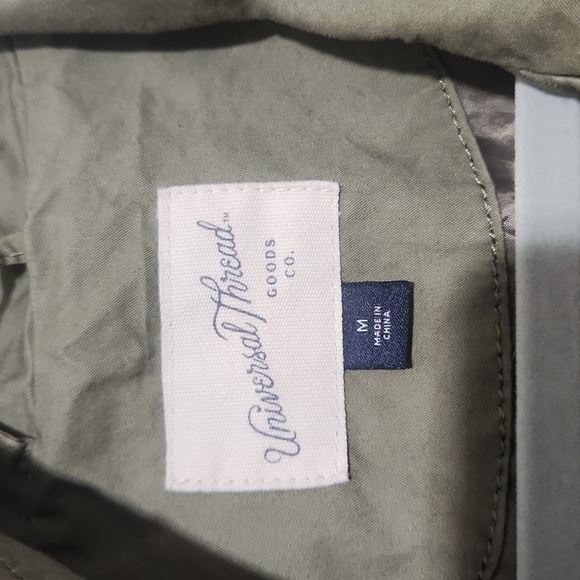 Universal Thread™
GOODS
CO.
M
MADE IN
CHINA